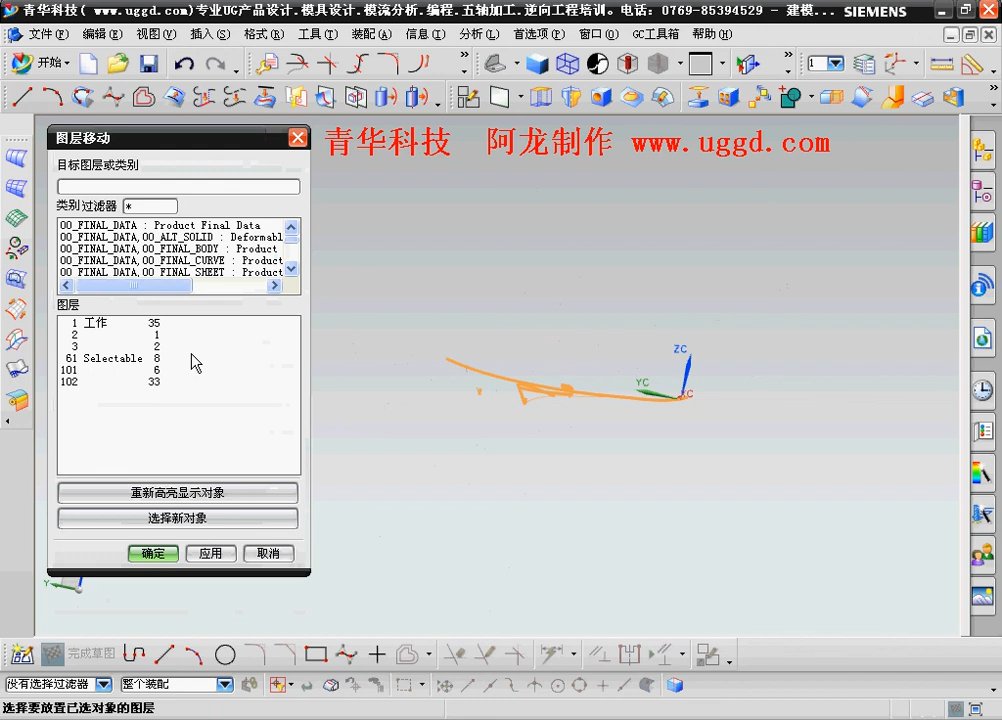 青华科技(uggd.com)专业UG产品设计.模具设计.模流分析.编程.五轴加工.逆向工程培训。电话: 0769-85394529 - 建模... SIEMENS
文件(F) 编辑(E) 视图(V) 插入(S) 格式(R) 工具(T) 装配(A) 信息(I) 分析(L) 首选项(P) 窗口(O) GC工具箱 帮助(H)
开始 1
图层移动
青华科技 阿龙制作 www.uggd.com
目标图层或类别
类别过滤器 *
00_FINAL_DATA : Product Final Data
00_FINAL_DATA,00_ALT_SOLID : Deformabl
00_FINAL_DATA,00_FINAL_BODY : Product
00_FINAL_DATA,00_FINAL_CURVE : Product
00_FINAL_DATA,00_FINAL_SHEET : Product
图层
1 工作 35
2 1
3 2
61 Selectable 8
101 6
102 33
ZC
YC
XC
重新高亮显示对象
选择新对象
确定 应用 取消
Y
完成草图
没有选择过滤器 整个装配
选择要放置已选对象的图层